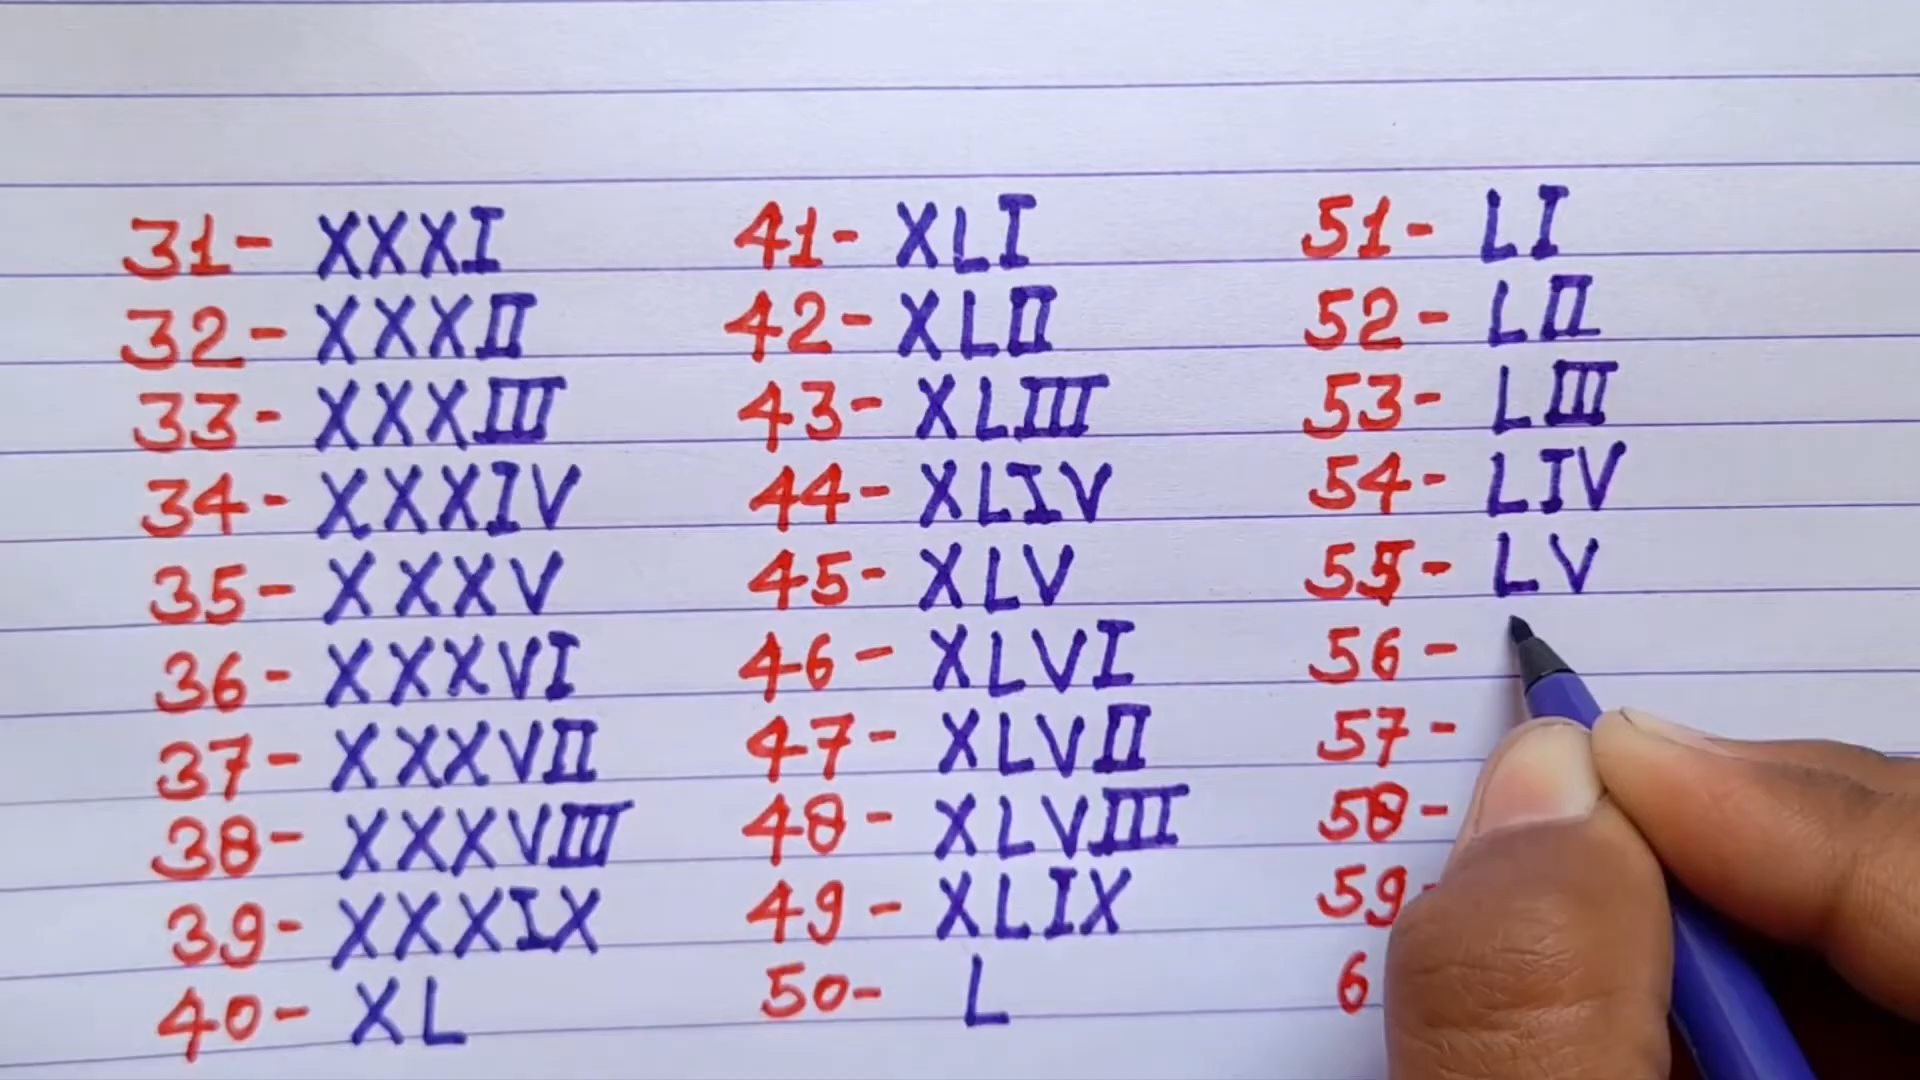 31- XXXI
32- XXXII
33- XXXIII
34- XXXIV
35- XXXV
36- XXXVI
37- XXXVII
38- XXXVIII
39- XXXIX
40- XL
41- XLI
42- XLII
43- XLIII
44- XLIV
45- XLV
46- XLVI
47- XLVII
48- XLVIII
49- XLIX
50- L
51- LI
52- LII
53- LIII
54- LIV
55- LV
56-
57-
58-
59-
6